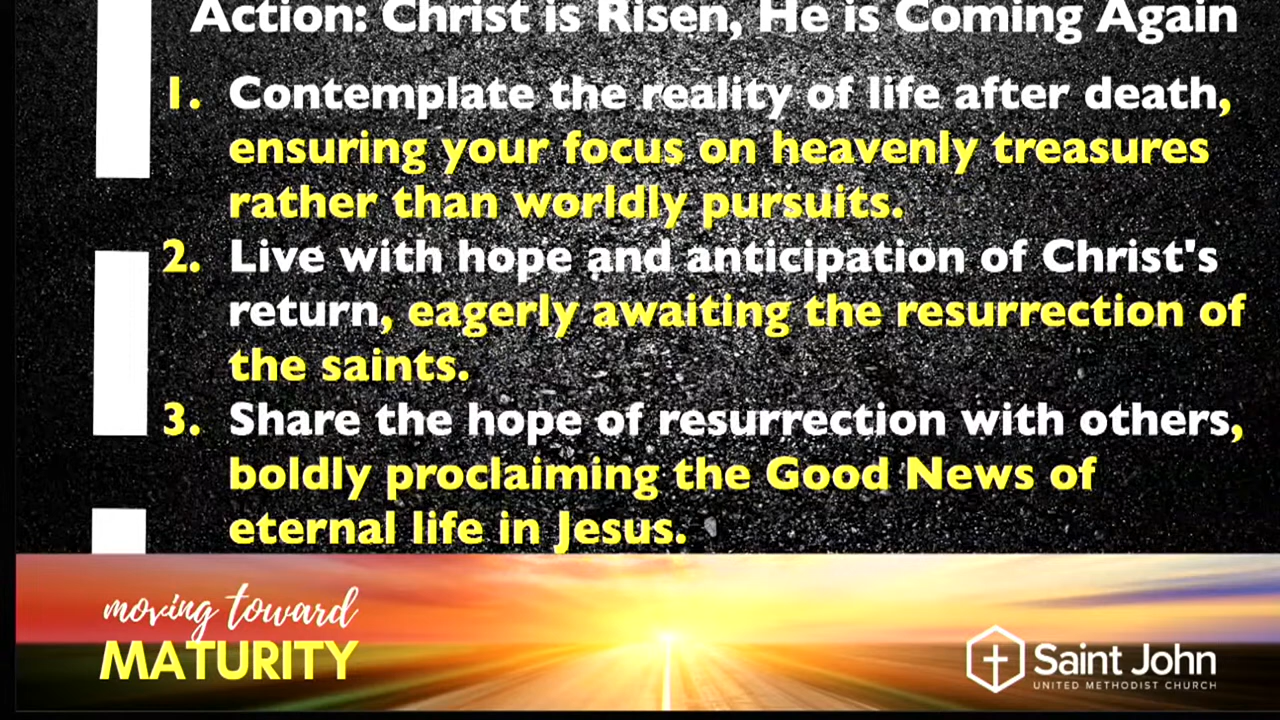 Action: Christ is Risen, He is Coming Again
1. Contemplate the reality of life after death,
ensuring your focus on heavenly treasures
rather than worldly pursuits.
2. Live with hope and anticipation of Christ's
return, eagerly awaiting the resurrection of
the saints.
3. Share the hope of resurrection with others,
boldly proclaiming the Good News of
eternal life in Jesus.
moving toward
MATURITY
Saint John
UNITED METHODIST CHURCH